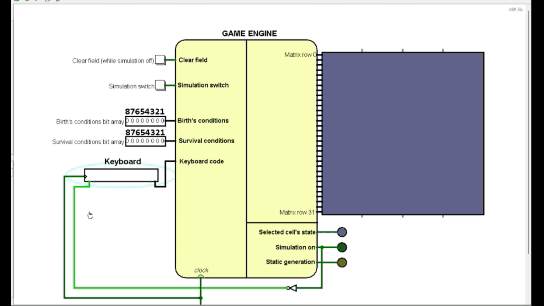 GAME ENGINE
Clear field (while simulation off)
Clear field
Matrix row 0
Simulation switch
Simulation switch
87654321
Birth's conditions bit array
00000000
Birth's conditions
87654321
Survival conditions bit array
00000000
Survival conditions
Keyboard
Keyboard code
Matrix row 31
Selected cell's state
Simulation on
Static generation
clock